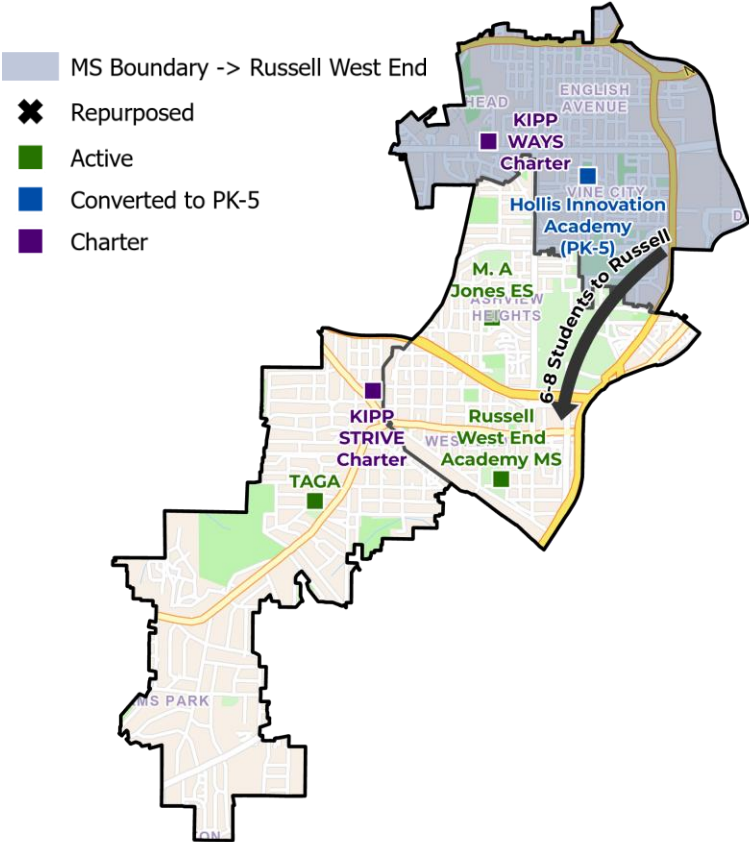 MS Boundary -> Russell West End
Repurposed
Active
Converted to PK-5
Charter
HEAD
ENGLISH
AVENUE
N
KIPP
WAYS
Charter
VINE CITY
D
Hollis Innovation
Academy
(PK-5)
M. A
Jones ES
ASHVIEW
HEIGHTS
6-8 Students to Russell
KIPP
STRIVE
Charter
Russell
West End
Academy MS
WES
TAGA
MS PARK
ON